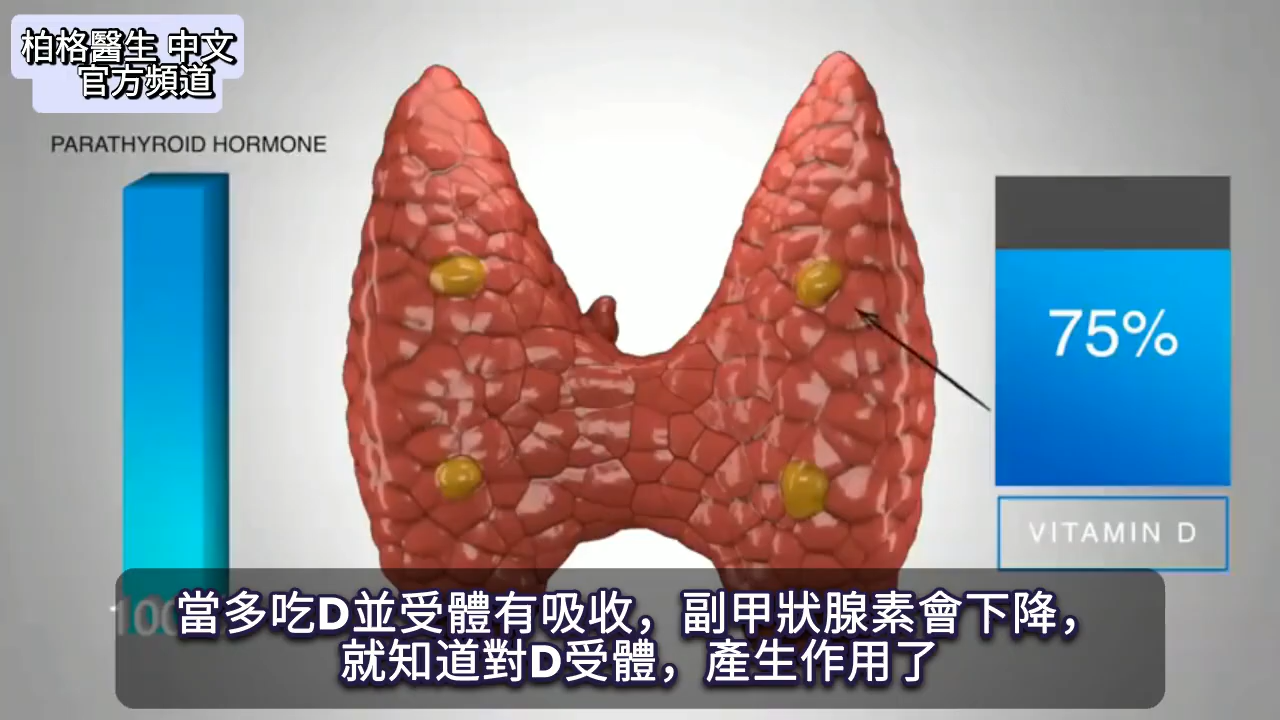 柏格醫生 中文
官方頻道
PARATHYROID HORMONE
75%
VITAMIN D
100
當多吃D並受體有吸收，副甲狀腺素會下降，
就知道對D受體，產生作用了